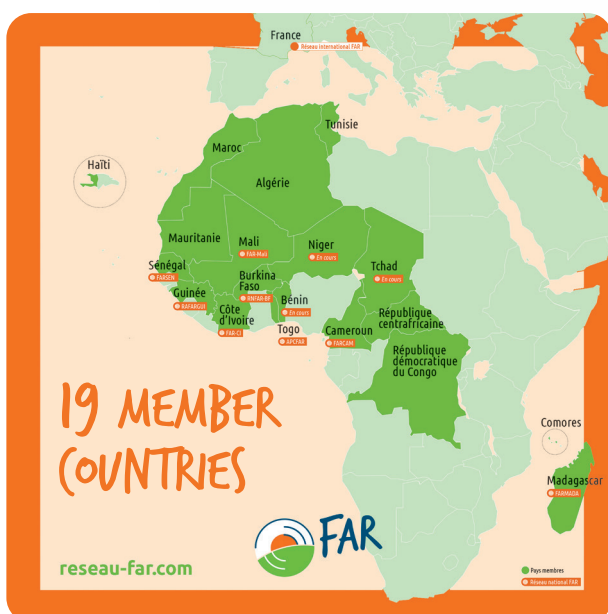 France
Réseau international FAR
Tunisie
Maroc
Haïti
Algérie
Mauritanie
Mali
FAR-Mali
Niger
En cours
Tchad
En cours
Sénégal
FARSEN
Burkina
Faso
RNFAR-BF
Guinée
RAFARGUI
Bénin
En cours
Côte
d'Ivoire
FAR-CI
Togo
APCFAR
Cameroun
FARCAM
République
centrafricaine
République
démocratique
du Congo
19 MEMBER
COUNTRIES
Comores
Madagascar
FARMADA
FAR
reseau-far.com
Pays membres
Réseau national FAR